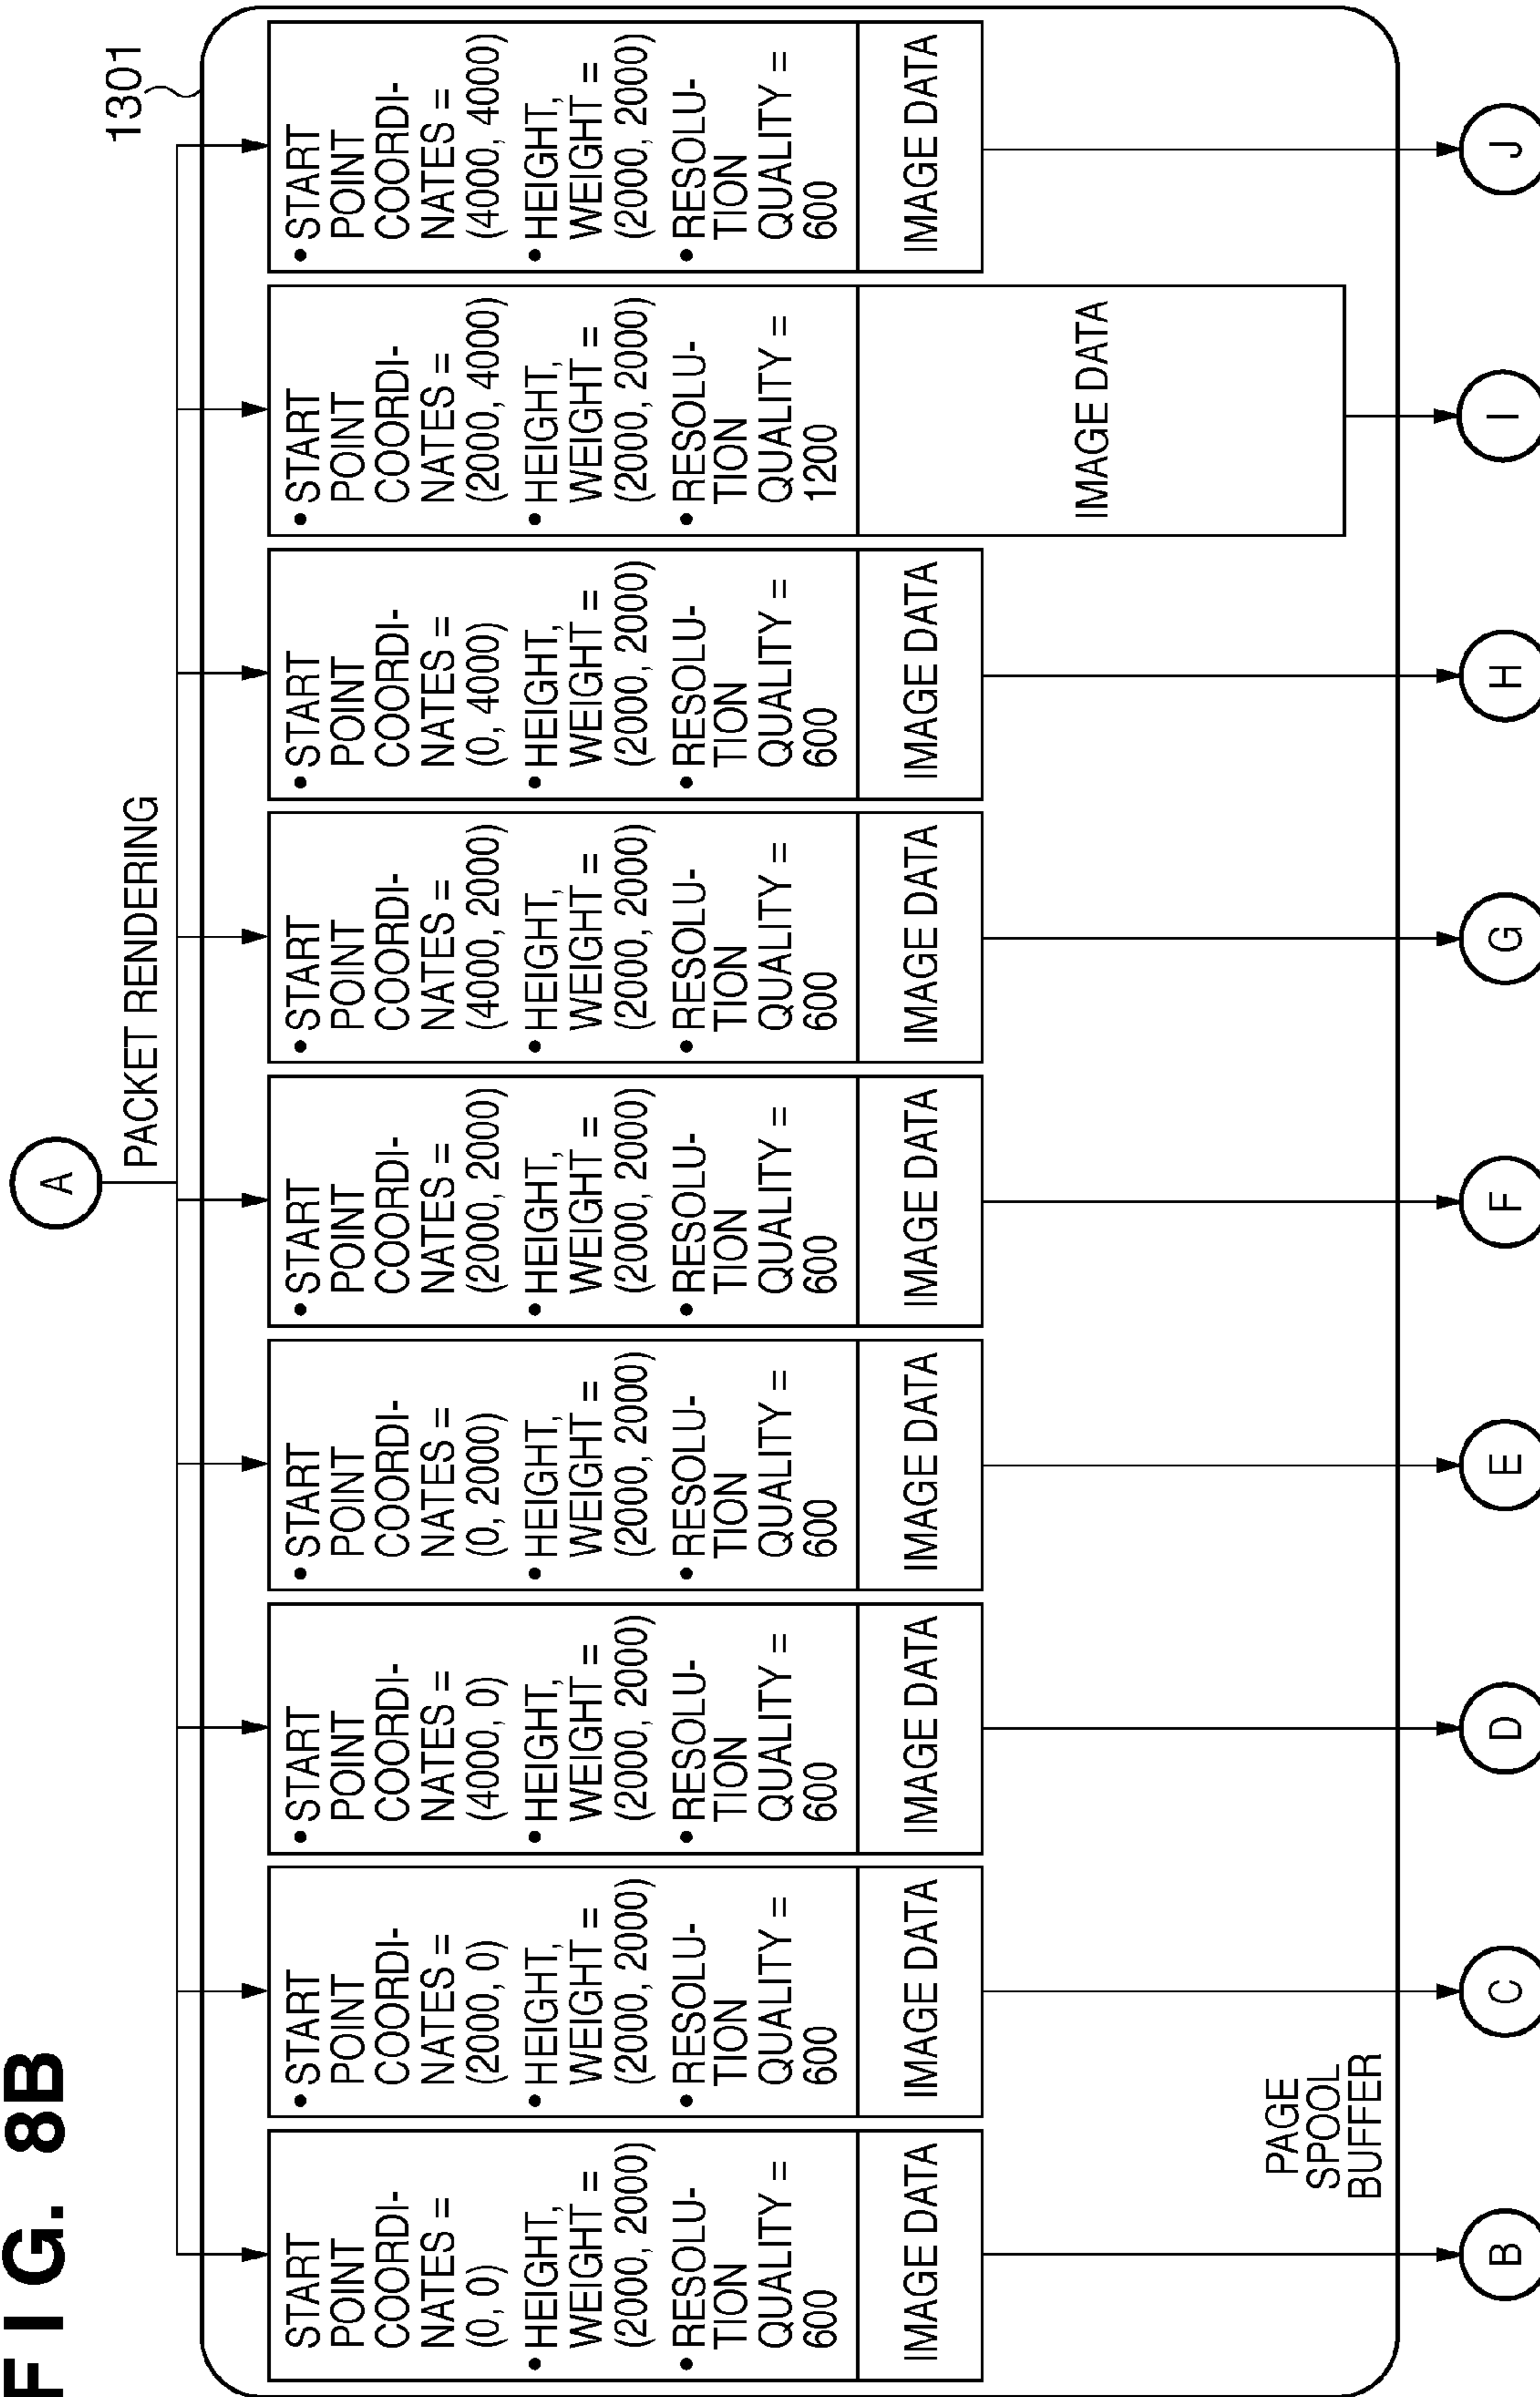 F I G. 8B
A
PACKET RENDERING
1301
START
POINT
COORDI-
NATES =
(0, 0)
• HEIGHT,
WEIGHT =
(2000, 2000)
• RESOLU-
TION
QUALITY =
600
IMAGE DATA
• START
POINT
COORDI-
NATES =
(2000, 0)
• HEIGHT,
WEIGHT =
(2000, 2000)
• RESOLU-
TION
QUALITY =
600
IMAGE DATA
• START
POINT
COORDI-
NATES =
(4000, 0)
• HEIGHT,
WEIGHT =
(2000, 2000)
• RESOLU-
TION
QUALITY =
600
IMAGE DATA
• START
POINT
COORDI-
NATES =
(0, 2000)
• HEIGHT,
WEIGHT =
(2000, 2000)
• RESOLU-
TION
QUALITY =
600
IMAGE DATA
• START
POINT
COORDI-
NATES =
(2000, 2000)
• HEIGHT,
WEIGHT =
(2000, 2000)
• RESOLU-
TION
QUALITY =
600
IMAGE DATA
• START
POINT
COORDI-
NATES =
(4000, 2000)
• HEIGHT,
WEIGHT =
(2000, 2000)
• RESOLU-
TION
QUALITY =
600
IMAGE DATA
• START
POINT
COORDI-
NATES =
(0, 4000)
• HEIGHT,
WEIGHT =
(2000, 2000)
• RESOLU-
TION
QUALITY =
600
IMAGE DATA
• START
POINT
COORDI-
NATES =
(2000, 4000)
• HEIGHT,
WEIGHT =
(2000, 2000)
• RESOLU-
TION
QUALITY =
1200
IMAGE DATA
• START
POINT
COORDI-
NATES =
(4000, 4000)
• HEIGHT,
WEIGHT =
(2000, 2000)
• RESOLU-
TION
QUALITY =
600
IMAGE DATA
PAGE
SPOOL
BUFFER
B
C
D
E
F
G
H
I
J